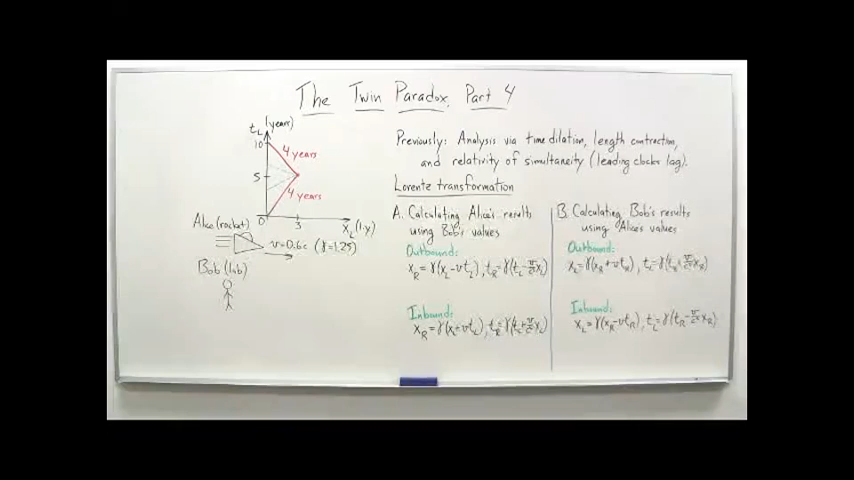 The Twin Paradox, Part 4
t_L (years)
10
4 years
5
4 years
0
3
x_L (l.y)
Alice (rocket)
v=0.6c (γ=1.25)
Bob (lab)
Previously: Analysis via time dilation, length contraction,
and relativity of simultaneity (leading clocks lag).
Lorentz transformation
A. Calculating Alice's results
using Bob's values
Outbound:
x_R = γ(x_L - vt_L), t_R = γ(t_L - v/c² x_L)
Inbound:
x_R = γ(x_L + vt_L), t_R = γ(t_L + v/c² x_L)
B. Calculating Bob's results
using Alice's values
Outbound:
x_L = γ(x_R + vt_R), t_L = γ(t_R + v/c² x_R)
Inbound:
x_L = γ(x_R - vt_R), t_L = γ(t_R - v/c² x_R)